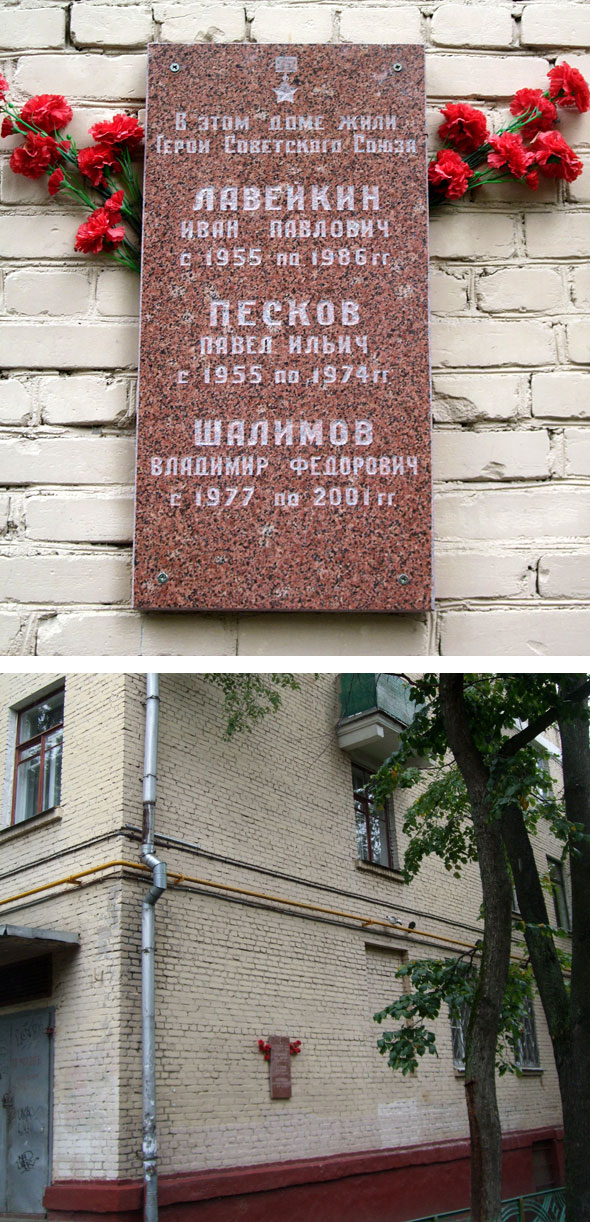 В этом доме жили
Герои Советского Союза
ЛАВЕЙКИН
ИВАН ПАВЛОВИЧ
с 1955 по 1986 гг
ПЕСКОВ
ПАВЕЛ ИЛЬИЧ
с 1955 по 1974 гг
ШАЛИМОВ
ВЛАДИМИР ФЕДОРОВИЧ
с 1977 по 2001 гг